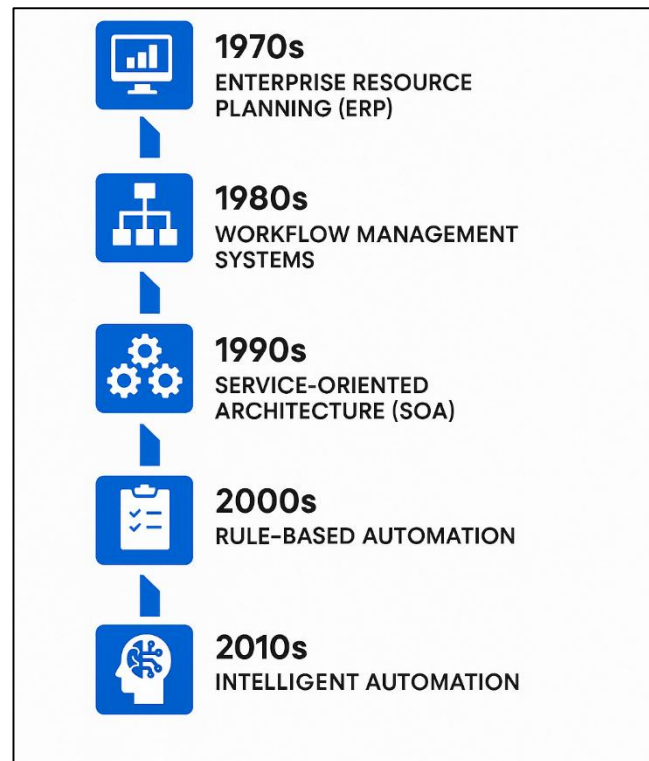 1970s
ENTERPRISE RESOURCE
PLANNING (ERP)
1980s
WORKFLOW MANAGEMENT
SYSTEMS
1990s
SERVICE-ORIENTED
ARCHITECTURE (SOA)
2000s
RULE-BASED AUTOMATION
2010s
INTELLIGENT AUTOMATION